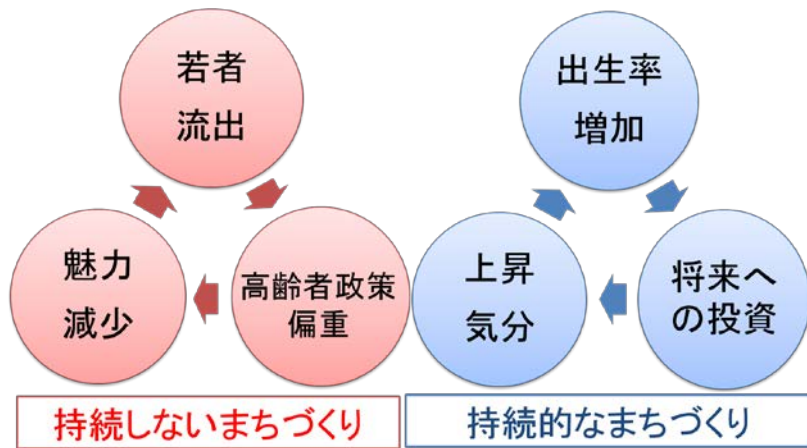 若者
流出
魅力
減少
高齢者政策
偏重
持続しないまちづくり
出生率
増加
上昇
気分
将来へ
の投資
持続的なまちづくり